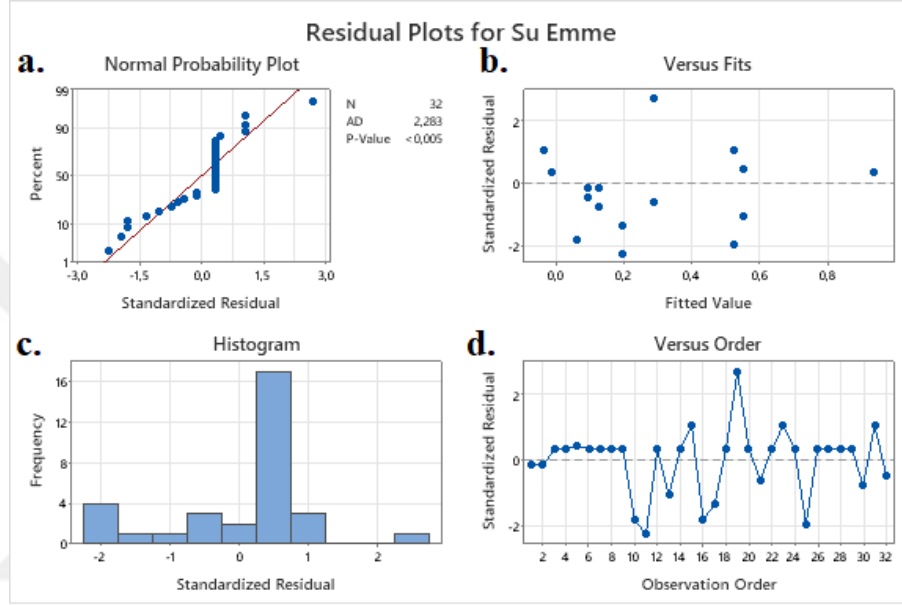 Residual Plots for Su Emme
a.
Normal Probability Plot
99
90
50
10
1
Percent
-3,0 -1,5 0,0 1,5 3,0
Standardized Residual
N 32
AD 2,283
P-Value <0,005
b.
Versus Fits
2
0
-2
Standardized Residual
0,0 0,2 0,4 0,6 0,8
Fitted Value
c.
Histogram
16
12
8
4
0
Frequency
-2 -1 0 1 2
Standardized Residual
d.
Versus Order
2
0
-2
Standardized Residual
2 4 6 8 10 12 14 16 18 20 22 24 26 28 30 32
Observation Order